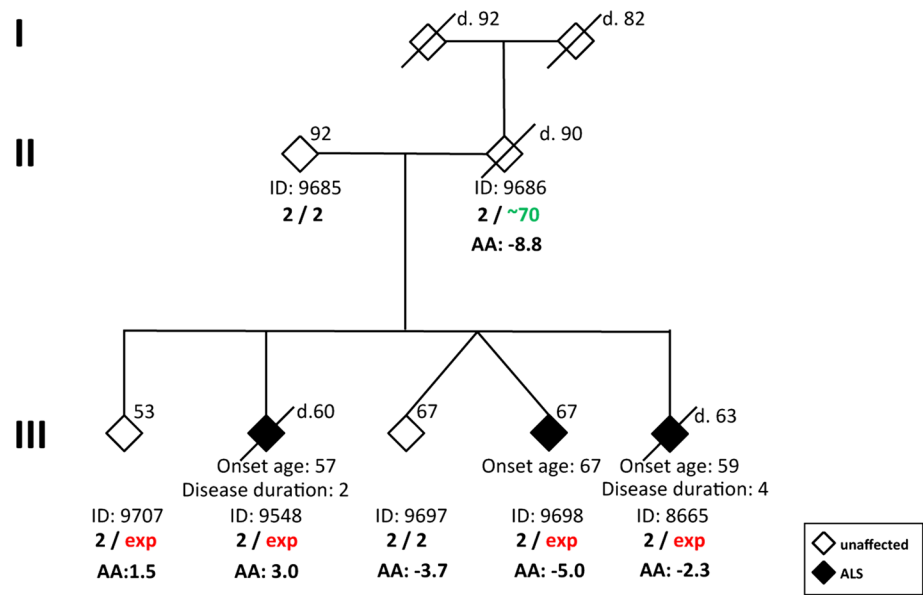 I
d. 92
d. 82
II
92
d. 90
ID: 9685
ID: 9686
2 / 2
2 / ~70
AA: -8.8
III
53
d.60
67
67
d. 63
Onset age: 57
Onset age: 67
Onset age: 59
Disease duration: 2
Disease duration: 4
ID: 9707
ID: 9548
ID: 9697
ID: 9698
ID: 8665
2 / exp
2 / exp
2 / 2
2 / exp
2 / exp
AA:1.5
AA: 3.0
AA: -3.7
AA: -5.0
AA: -2.3
unaffected
ALS